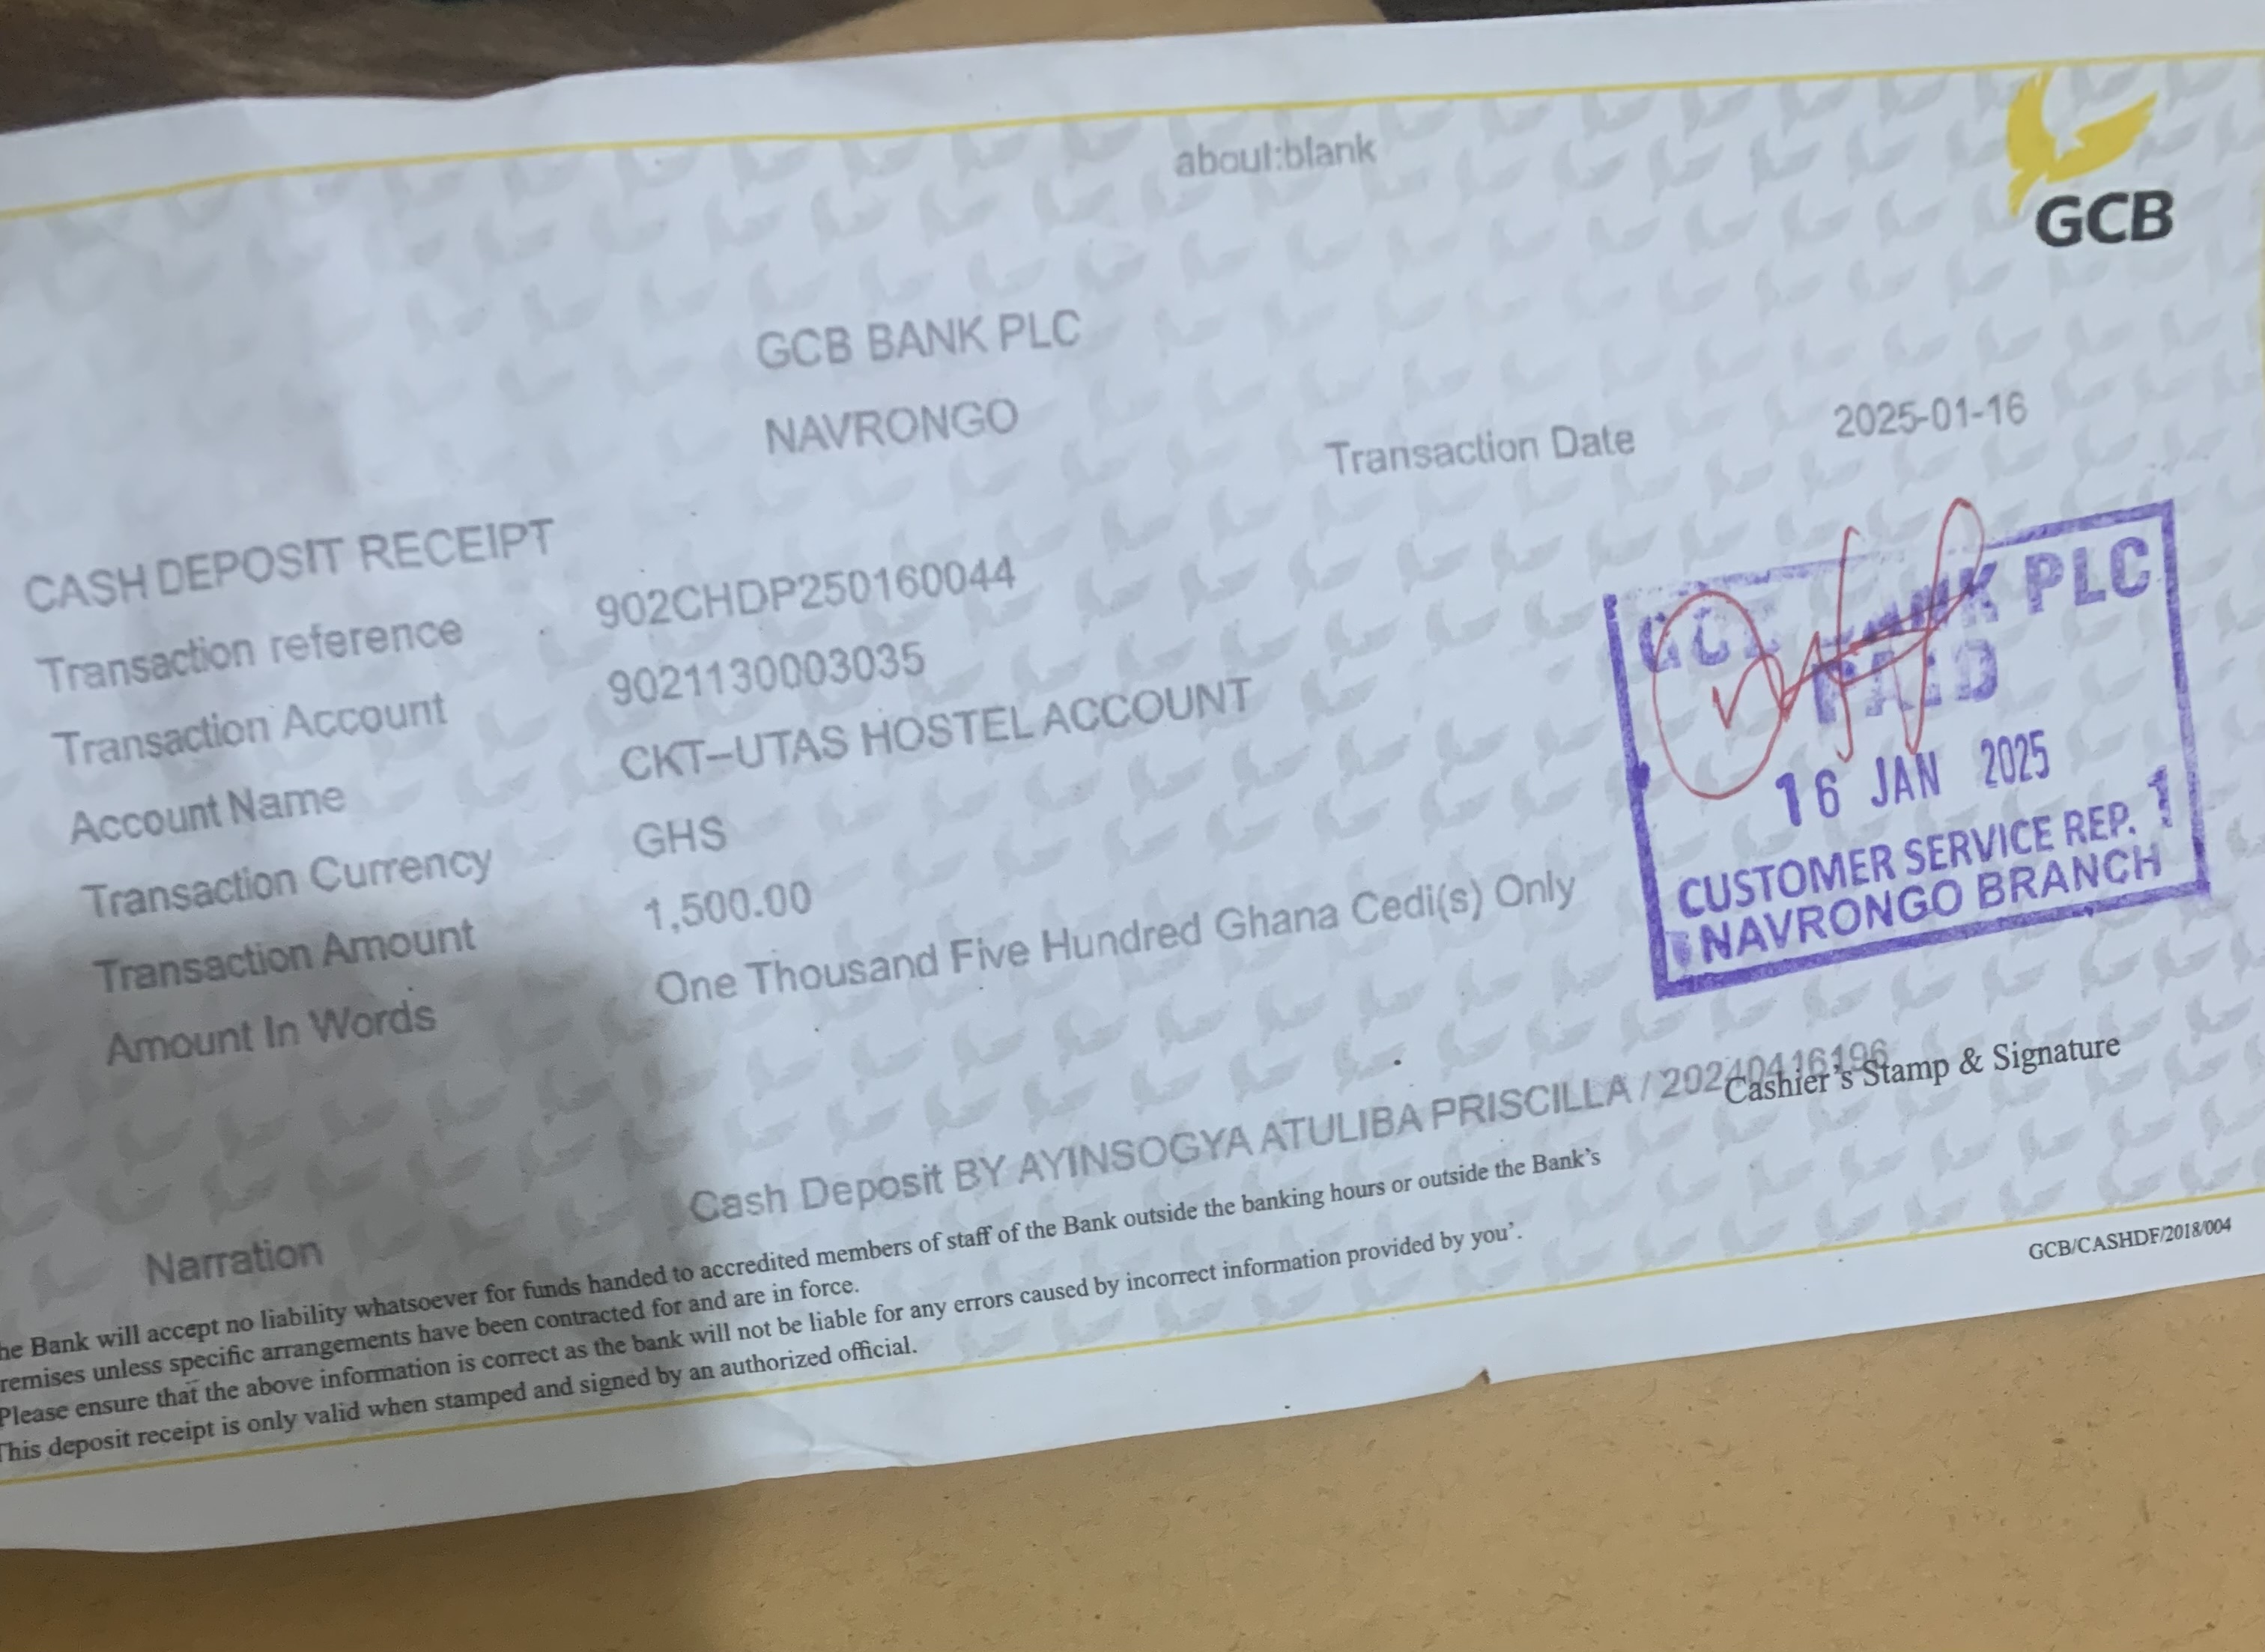 about:blank
GCB
GCB BANK PLC
NAVRONGO
Transaction Date 2025-01-16
CASH DEPOSIT RECEIPT
Transaction reference 902CHDP250160044
Transaction Account 9021130003035
Account Name CKT-UTAS HOSTEL ACCOUNT
Transaction Currency GHS
Transaction Amount 1,500.00
Amount In Words One Thousand Five Hundred Ghana Cedi(s) Only
GCB BANK PLC
PAID
16 JAN 2025
CUSTOMER SERVICE REP. 1
NAVRONGO BRANCH
Cashier's Stamp & Signature
Narration Cash Deposit BY AYINSOGYA ATULIBA PRISCILLA / 20240416196
he Bank will accept no liability whatsoever for funds handed to accredited members of staff of the Bank outside the banking hours or outside the Bank's
remises unless specific arrangements have been contracted for and are in force.
Please ensure that the above information is correct as the bank will not be liable for any errors caused by incorrect information provided by you'.
This deposit receipt is only valid when stamped and signed by an authorized official.
GCB/CASHDF/2018/004